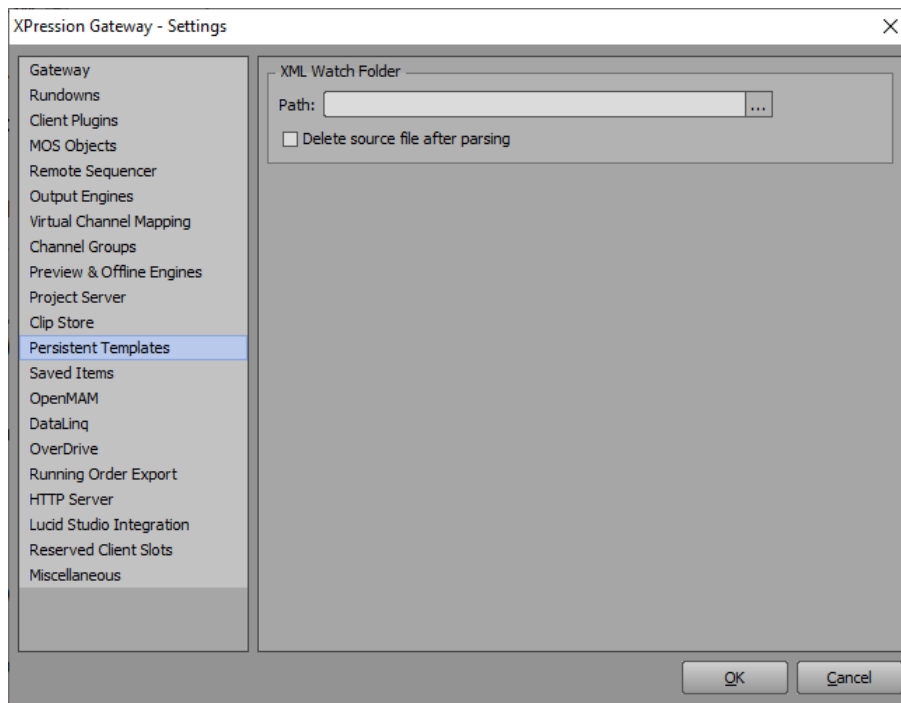 XPression Gateway - Settings
Gateway
Rundowns
Client Plugins
MOS Objects
Remote Sequencer
Output Engines
Virtual Channel Mapping
Channel Groups
Preview & Offline Engines
Project Server
Clip Store
Persistent Templates
Saved Items
OpenMAM
DataLinq
OverDrive
Running Order Export
HTTP Server
Lucid Studio Integration
Reserved Client Slots
Miscellaneous
XML Watch Folder
Path:
...
Delete source file after parsing
OK
Cancel